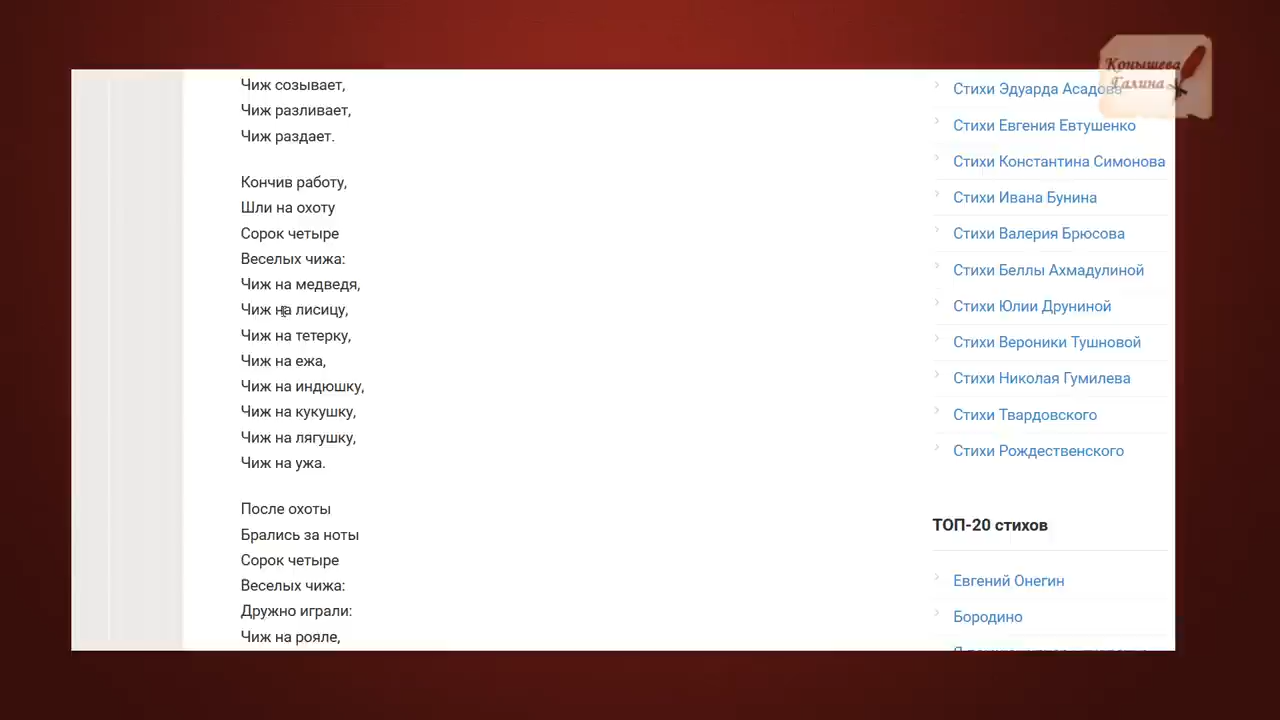 Чиж созывает,
Чиж разливает,
Чиж раздает.
Кончив работу,
Шли на охоту
Сорок четыре
Веселых чижа:
Чиж на медведя,
Чиж на лисицу,
Чиж на тетерку,
Чиж на ежа,
Чиж на индюшку,
Чиж на кукушку,
Чиж на лягушку,
Чиж на ужа.
После охоты
Брались за ноты
Сорок четыре
Веселых чижа:
Дружно играли:
Чиж на рояле,
Конышева
Галина
Стихи Эдуарда Асадова
Стихи Евгения Евтушенко
Стихи Константина Симонова
Стихи Ивана Бунина
Стихи Валерия Брюсова
Стихи Беллы Ахмадулиной
Стихи Юлии Друниной
Стихи Вероники Тушновой
Стихи Николая Гумилева
Стихи Твардовского
Стихи Рождественского
ТОП-20 стихов
Евгений Онегин
Бородино